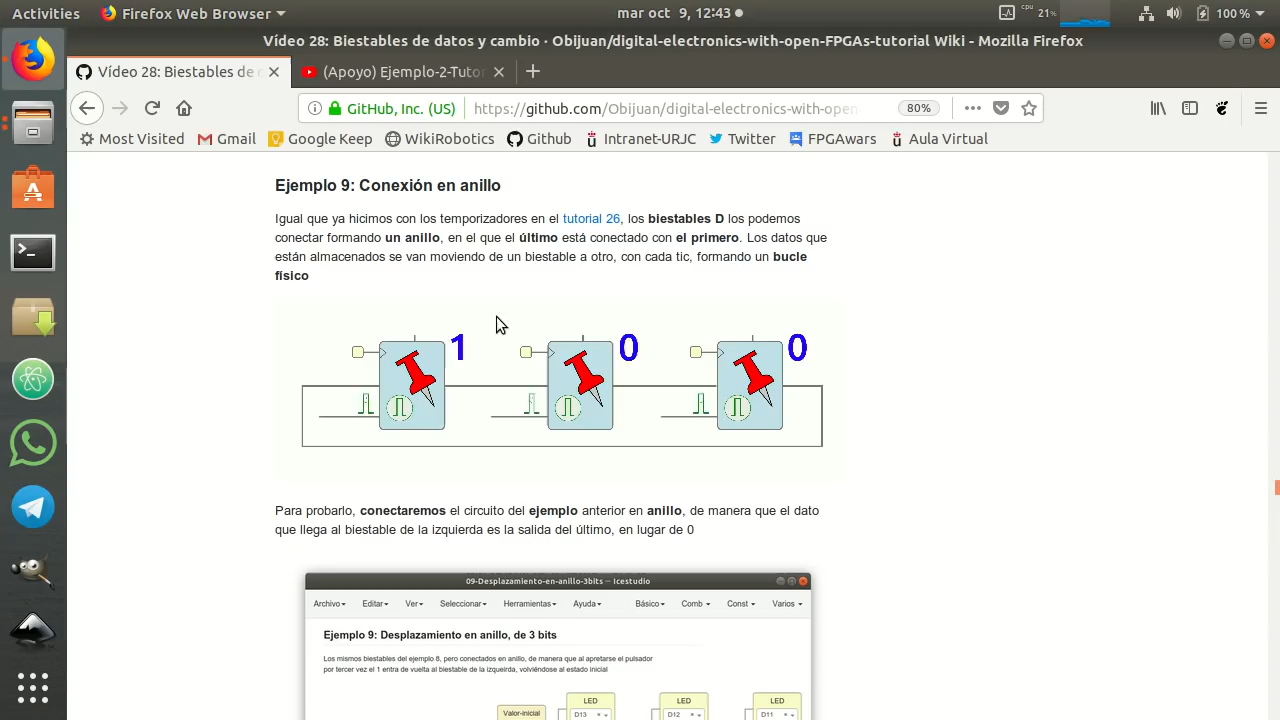 Activities
Firefox Web Browser
mar oct 9, 12:43
cpu 21%
100 %
Vídeo 28: Biestables de datos y cambio · Obijuan/digital-electronics-with-open-FPGAs-tutorial Wiki - Mozilla Firefox
Vídeo 28: Biestables de d
(Apoyo) Ejemplo-2-Tutor
GitHub, Inc. (US)
https://github.com/Obijuan/digital-electronics-with-open-
80%
Most Visited
Gmail
Google Keep
WikiRobotics
Github
Intranet-URJC
Twitter
FPGAwars
Aula Virtual
Ejemplo 9: Conexión en anillo
Igual que ya hicimos con los temporizadores en el tutorial 26, los biestables D los podemos
conectar formando un anillo, en el que el último está conectado con el primero. Los datos que
están almacenados se van moviendo de un biestable a otro, con cada tic, formando un bucle
físico
1
0
0
Para probarlo, conectaremos el circuito del ejemplo anterior en anillo, de manera que el dato
que llega al biestable de la izquierda es la salida del último, en lugar de 0
09-Desplazamiento-en-anillo-3bits – Icestudio
Archivo
Editar
Ver
Seleccionar
Herramientas
Ayuda
Básico
Comb
Const
Varios
Ejemplo 9: Desplazamiento en anillo, de 3 bits
Los mismos biestables del ejemplo 8, pero conectados en anillo, de manera que al apretarse el pulsador
por tercer vez el 1 entra de vuelta al biestable de la izqueirda, volviéndose al estado inicial
LED
LED
LED
Valor-inicial
D13
D12
D11